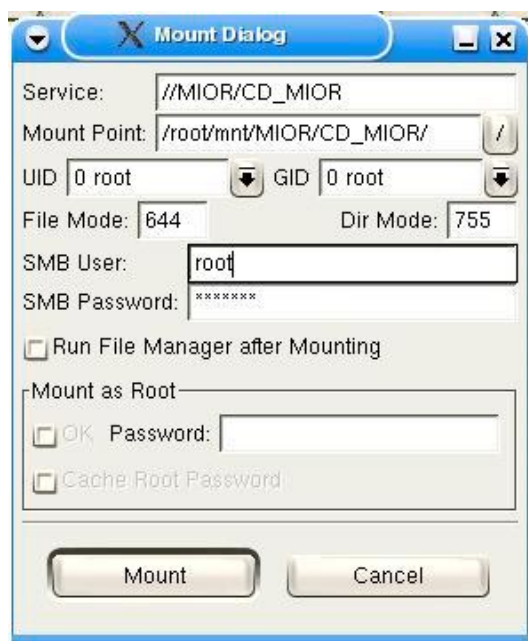 Mount Dialog
Service: //MIOR/CD_MIOR
Mount Point: /root/mnt/MIOR/CD_MIOR/ /
UID 0 root GID 0 root
File Mode: 644 Dir Mode: 755
SMB User: root
SMB Password: *******
Run File Manager after Mounting
Mount as Root
OK Password:
Cache Root Password
Mount Cancel